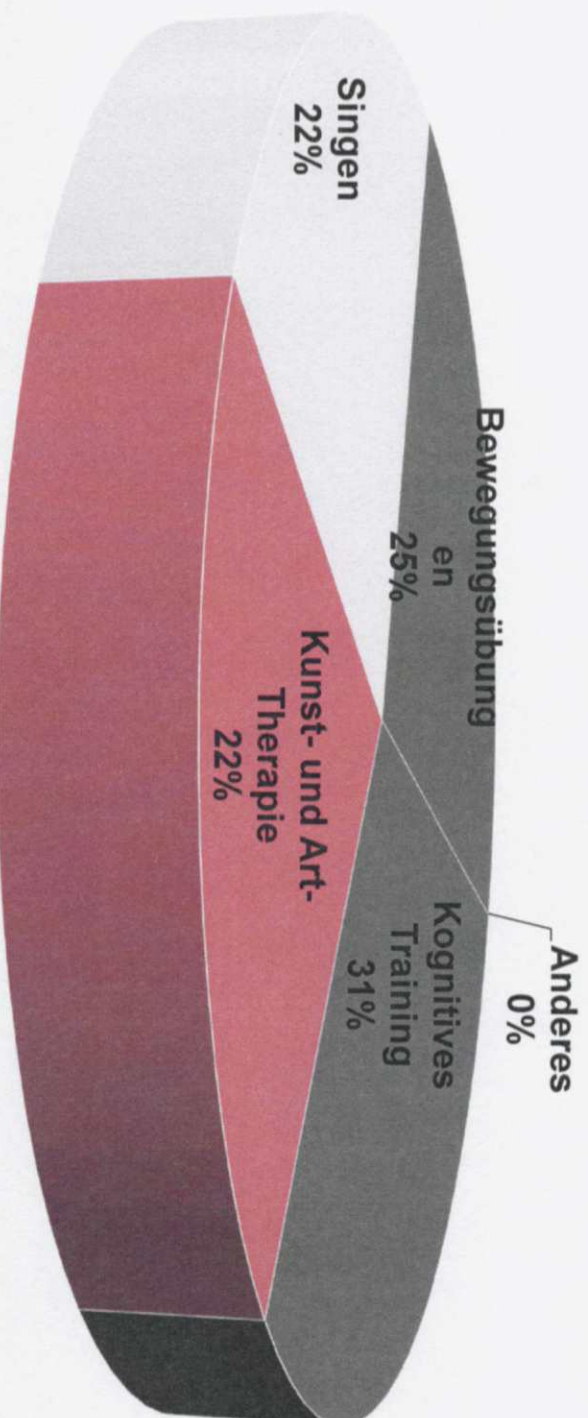 Anderes
0%
Bewegungsübung
en
25%
Kognitives
Training
31%
Singen
22%
Kunst- und Art-
Therapie
22%